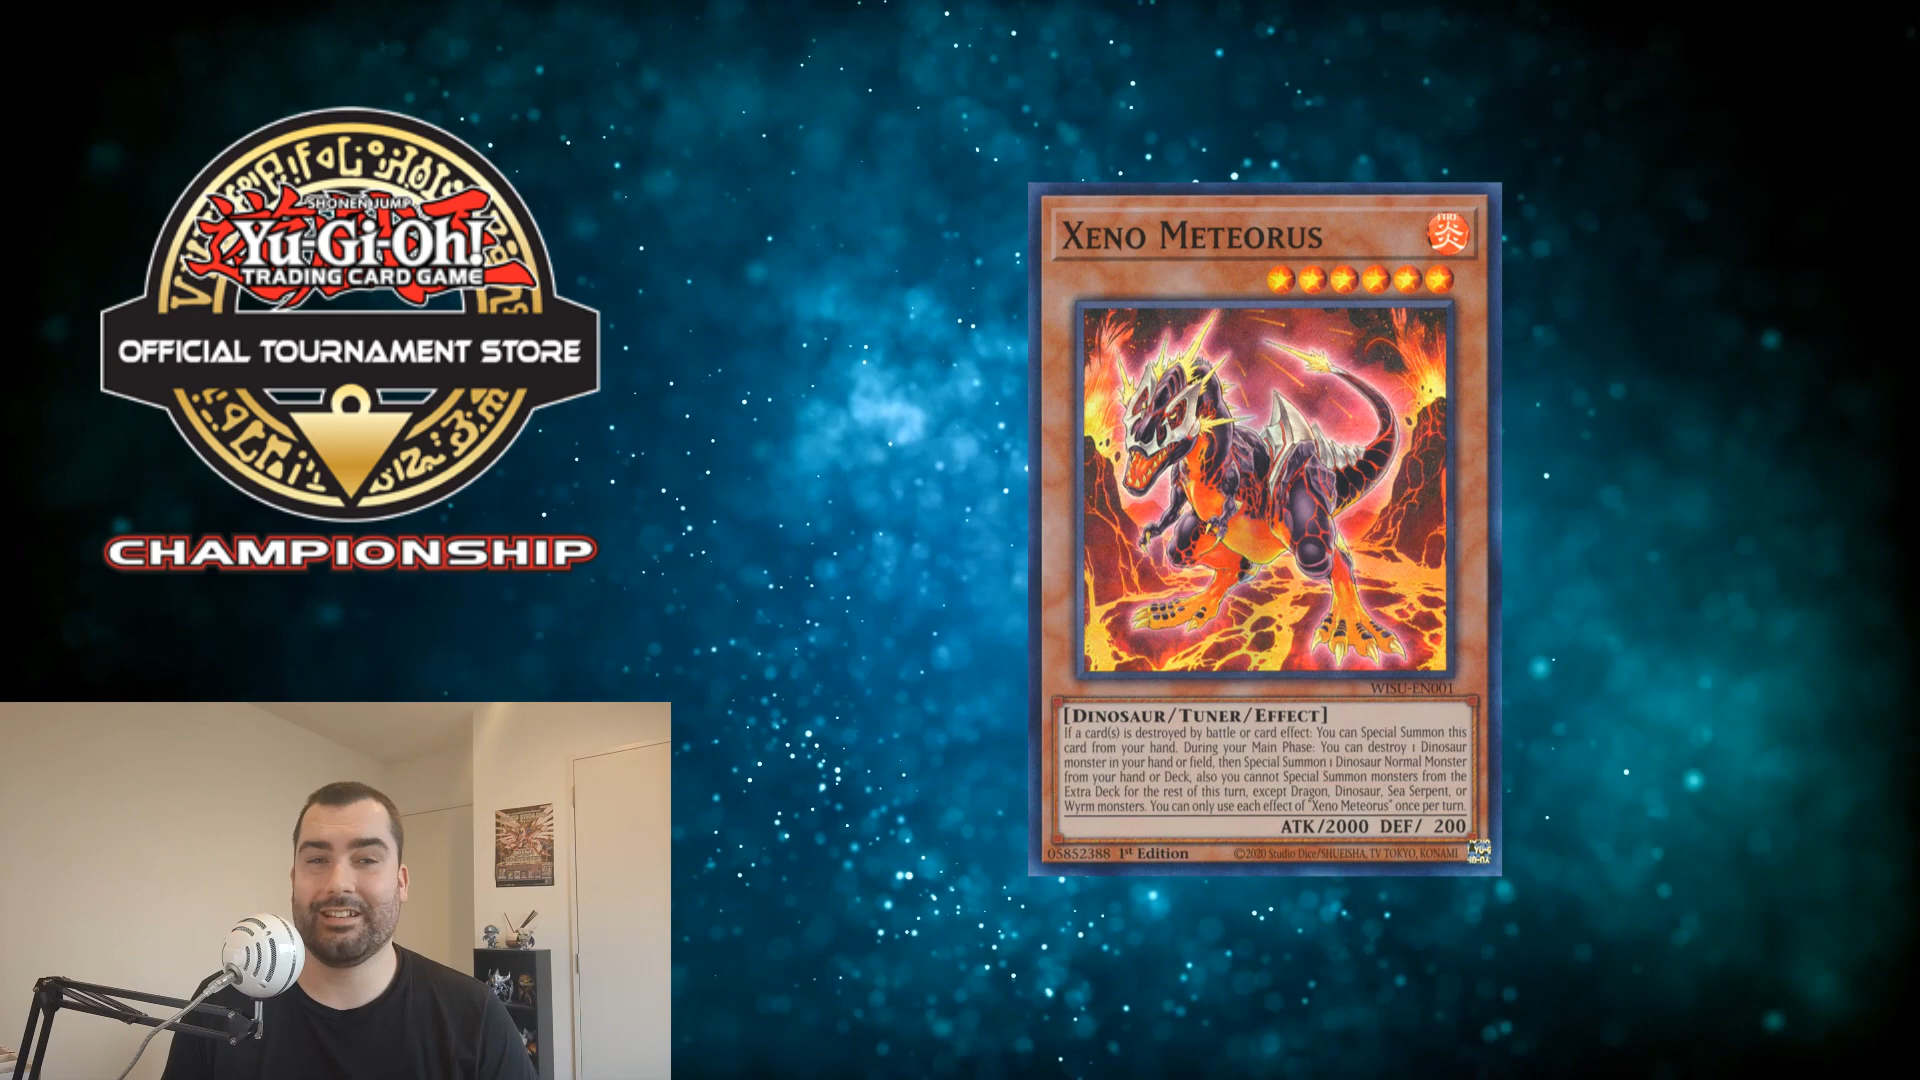 SHONEN JUMP
Yu-Gi-Oh!
TRADING CARD GAME
OFFICIAL TOURNAMENT STORE
CHAMPIONSHIP
XENO METEORUS
FIRE
炎
WISU-EN001
[DINOSAUR/TUNER/EFFECT]
If a card(s) is destroyed by battle or card effect: You can Special Summon this
card from your hand. During your Main Phase: You can destroy 1 Dinosaur
monster in your hand or field, then Special Summon 1 Dinosaur Normal Monster
from your hand or Deck, also you cannot Special Summon monsters from the
Extra Deck for the rest of this turn, except Dragon, Dinosaur, Sea Serpent, or
Wyrm monsters. You can only use each effect of "Xeno Meteorus" once per turn.
ATK/2000 DEF/ 200
05852388 1st Edition ©2020 Studio Dice/SHUEISHA, TV TOKYO, KONAMI